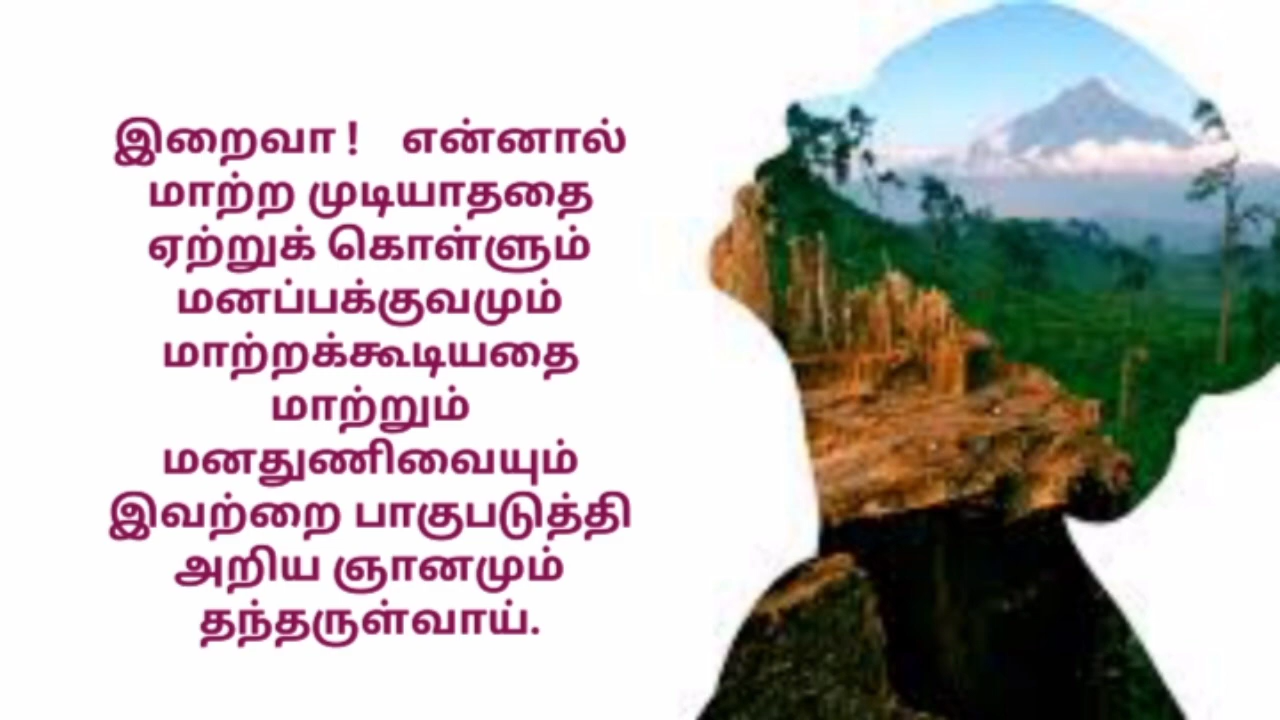 இறைவா ! என்னால்
மாற்ற முடியாததை
ஏற்றுக் கொள்ளும்
மனப்பக்குவமும்
மாற்றக்கூடியதை
மாற்றும்
மனதுணிவையும்
இவற்றை பாகுபடுத்தி
அறிய ஞானமும்
தந்தருள்வாய்.